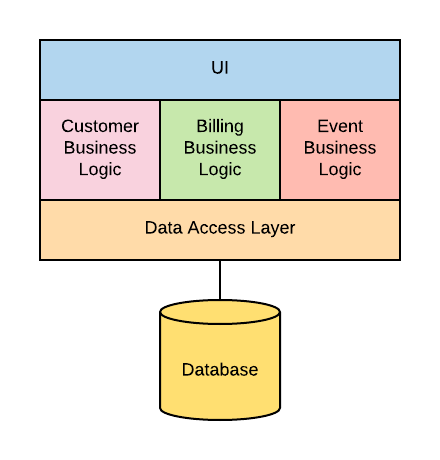 UI
Customer
Business
Logic
Billing
Business
Logic
Event
Business
Logic
Data Access Layer
Database